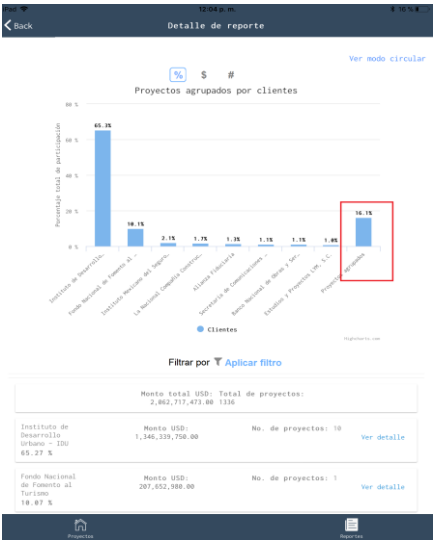 iPad 12:04 p. m. 16 %
Back Detalle de reporte
Ver modo circular
% $ #
Proyectos agrupados por clientes
Porcentaje total de participación
80 %
60 %
40 %
20 %
0 %
65.3%
10.1%
2.1%
1.7%
1.3%
1.1%
1.1%
1.0%
16.1%
Instituto de Desarrollo...
Fondo Nacional de Fomento al ...
Instituto Mexicano del Seguro...
La Nacional Compañía Construc...
Alianza Fiduciaria
Secretaría de Comunicaciones ...
Banco Nacional de Obras y Ser...
Estudios y Proyectos LYM, S.C.
Proyectos Agrupados
Clientes
Highcharts.com
Filtrar por Aplicar filtro
Monto total USD: Total de proyectos:
2,062,717,473.00 1336
Instituto de
Desarrollo
Urbano - IDU
65.27 %
Monto USD:
1,346,339,750.00
No. de proyectos: 10
Ver detalle
Fondo Nacional
de Fomento al
Turismo
10.07 %
Monto USD:
207,652,980.00
No. de proyectos: 1
Ver detalle
Proyectos Reportes